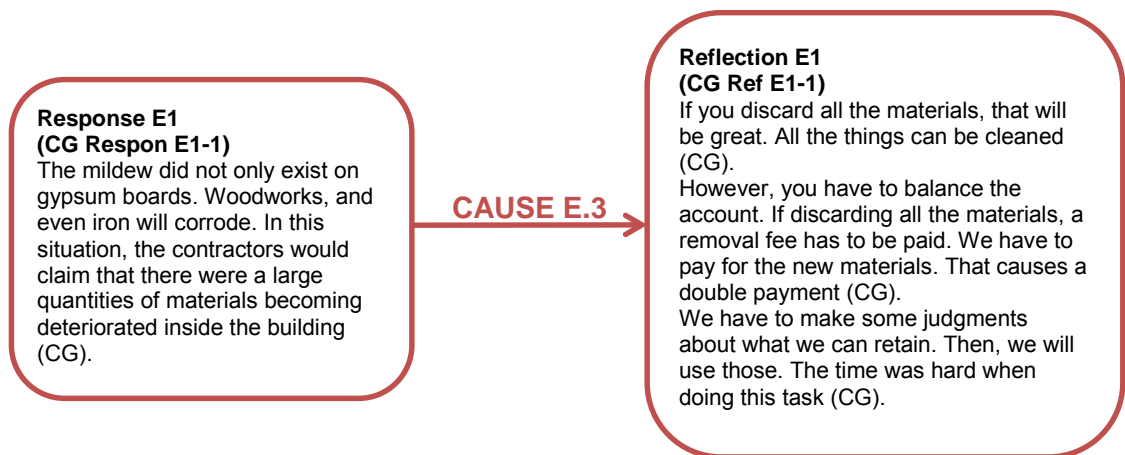 Response E1
(CG Respon E1-1)
The mildew did not only exist on
gypsum boards. Woodworks, and
even iron will corrode. In this
situation, the contractors would
claim that there were a large
quantities of materials becoming
deteriorated inside the building
(CG).
CAUSE E.3
Reflection E1
(CG Ref E1-1)
If you discard all the materials, that will
be great. All the things can be cleaned
(CG).
However, you have to balance the
account. If discarding all the materials, a
removal fee has to be paid. We have to
pay for the new materials. That causes a
double payment (CG).
We have to make some judgments
about what we can retain. Then, we will
use those. The time was hard when
doing this task (CG).